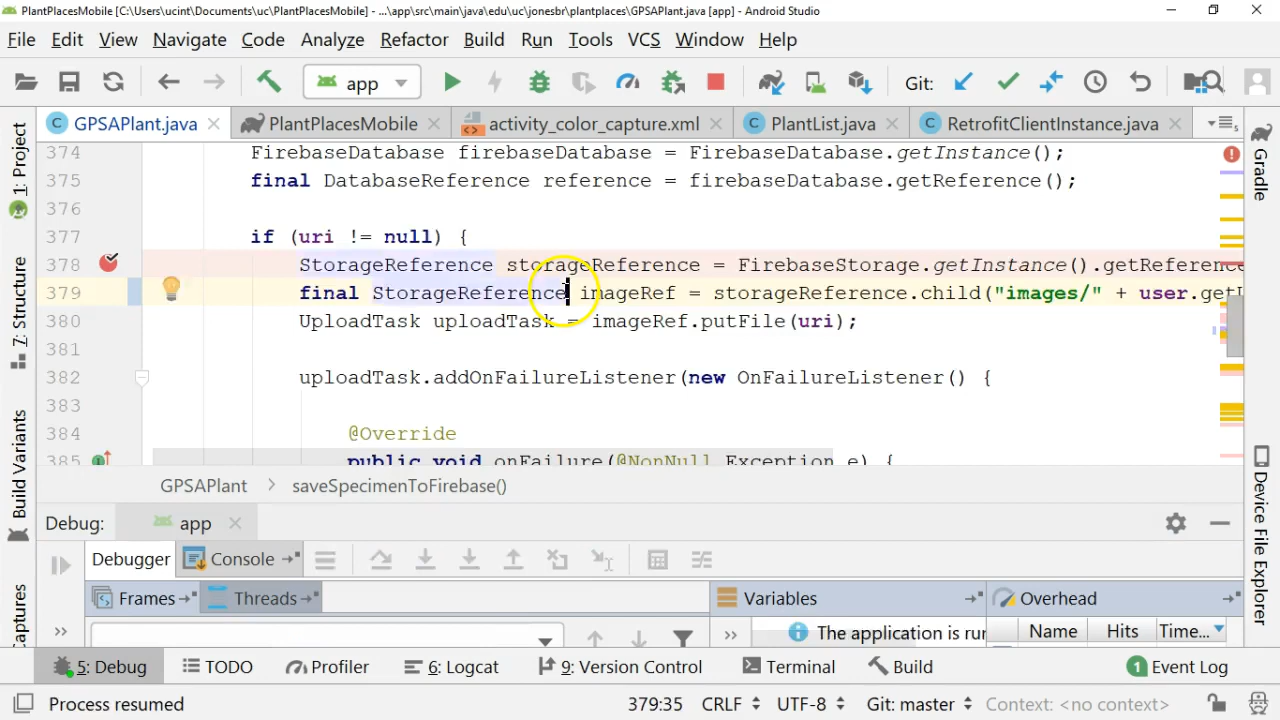 PlantPlacesMobile [C:\Users\ucint\Documents\uc\PlantPlacesMobile] - ...\app\src\main\java\edu\uc\jonesbr\plantplaces\GPSAPlant.java [app] - Android Studio
File Edit View Navigate Code Analyze Refactor Build Run Tools VCS Window Help
app Git:
GPSAPlant.java PlantPlacesMobile activity_color_capture.xml PlantList.java RetrofitClientInstance.java
1: Project
7: Structure
Build Variants
Captures
Gradle
Device File Explorer
374 FirebaseDatabase firebaseDatabase = FirebaseDatabase.getInstance();
375 final DatabaseReference reference = firebaseDatabase.getReference();
376
377 if (uri != null) {
378 StorageReference storageReference = FirebaseStorage.getInstance().getReference
379 final StorageReference imageRef = storageReference.child("images/" + user.get
380 UploadTask uploadTask = imageRef.putFile(uri);
381
382 uploadTask.addOnFailureListener(new OnFailureListener() {
383
384 @Override
385 public void onFailure(@NonNull Exception e) {
GPSAPlant > saveSpecimenToFirebase()
Debug: app
Debugger Console
Frames Threads Variables Overhead
The application is run Name Hits Time...
5: Debug TODO Profiler 6: Logcat 9: Version Control Terminal Build 1 Event Log
Process resumed 379:35 CRLF UTF-8 Git: master Context: <no context>